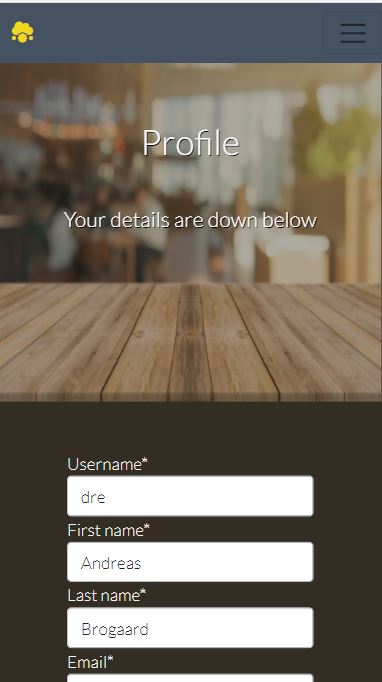 Profile
Your details are down below
Username*
dre
First name*
Andreas
Last name*
Brogaard
Email*